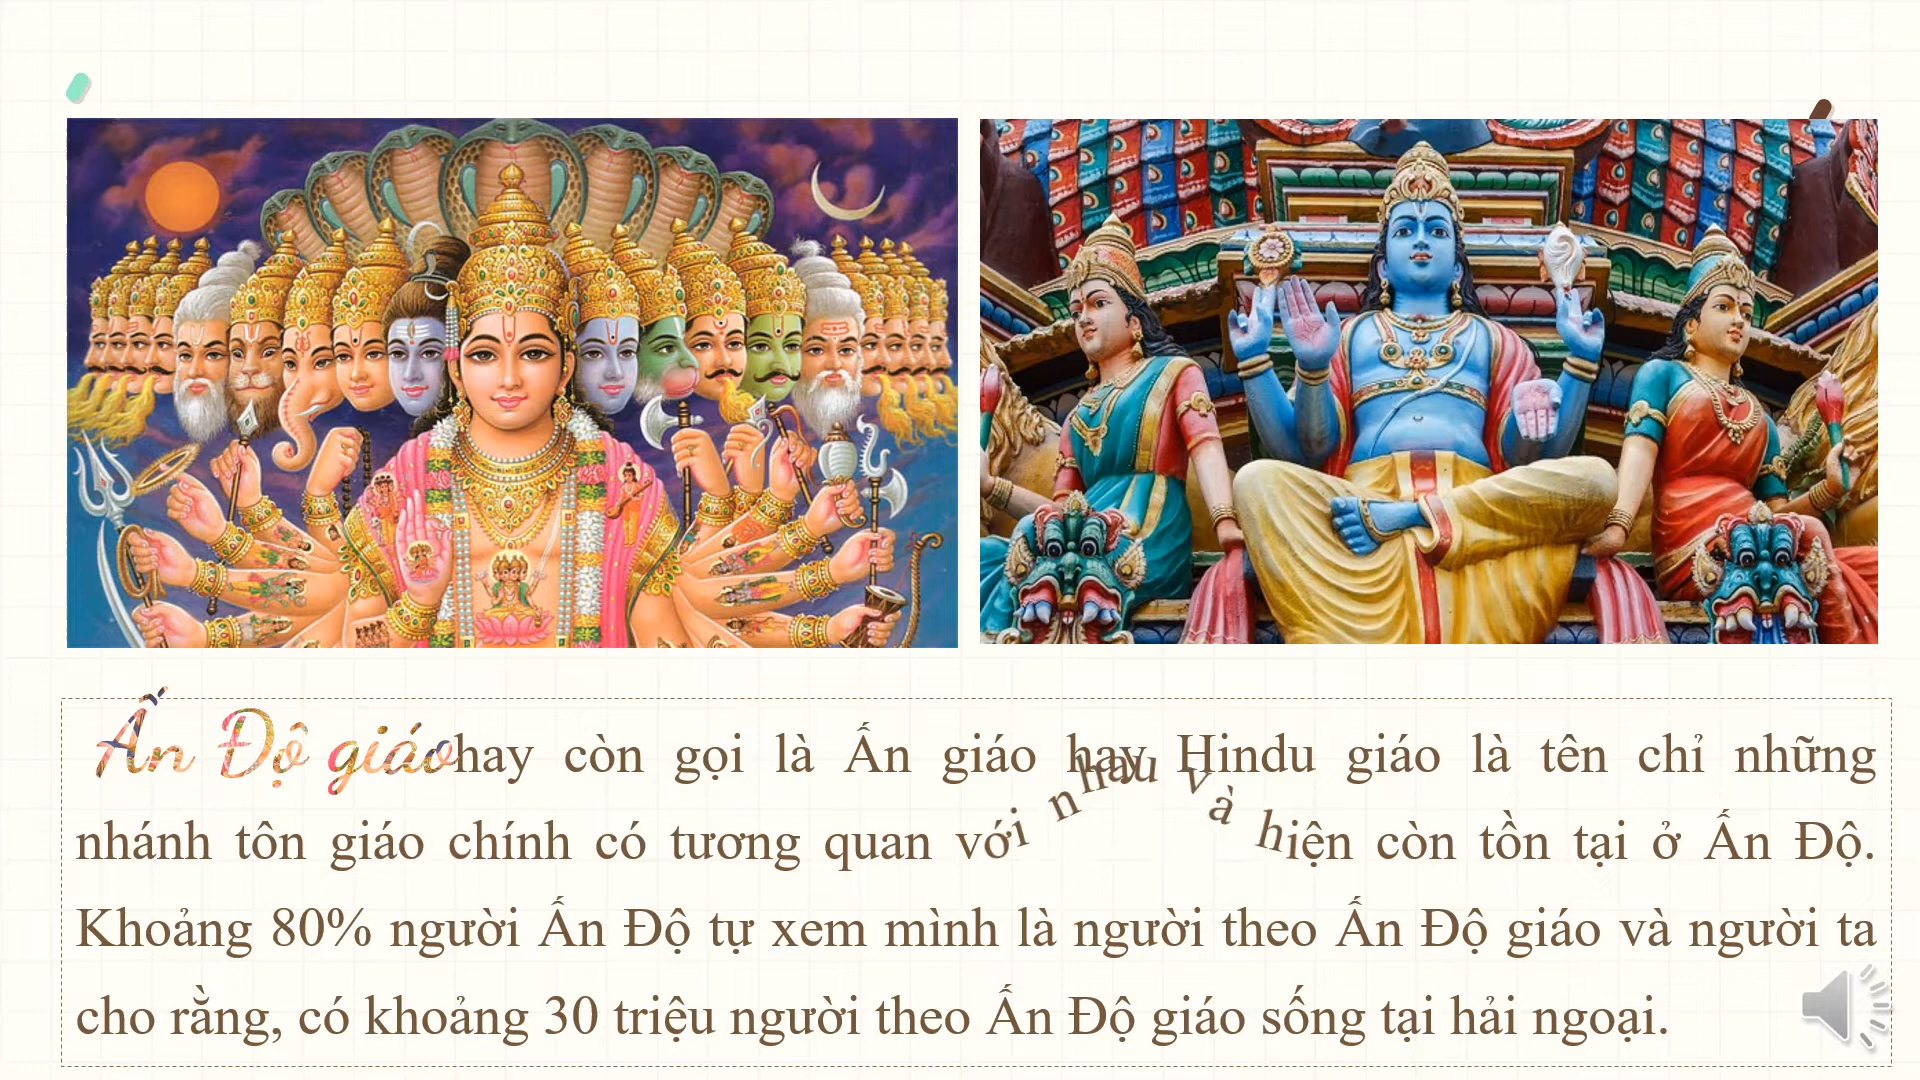 Ấn Độ giáo hay còn gọi là Ấn giáo hay Hindu giáo là tên chỉ những
nhánh tôn giáo chính có tương quan với nhau và hiện còn tồn tại ở Ấn Độ.
Khoảng 80% người Ấn Độ tự xem mình là người theo Ấn Độ giáo và người ta
cho rằng, có khoảng 30 triệu người theo Ấn Độ giáo sống tại hải ngoại.